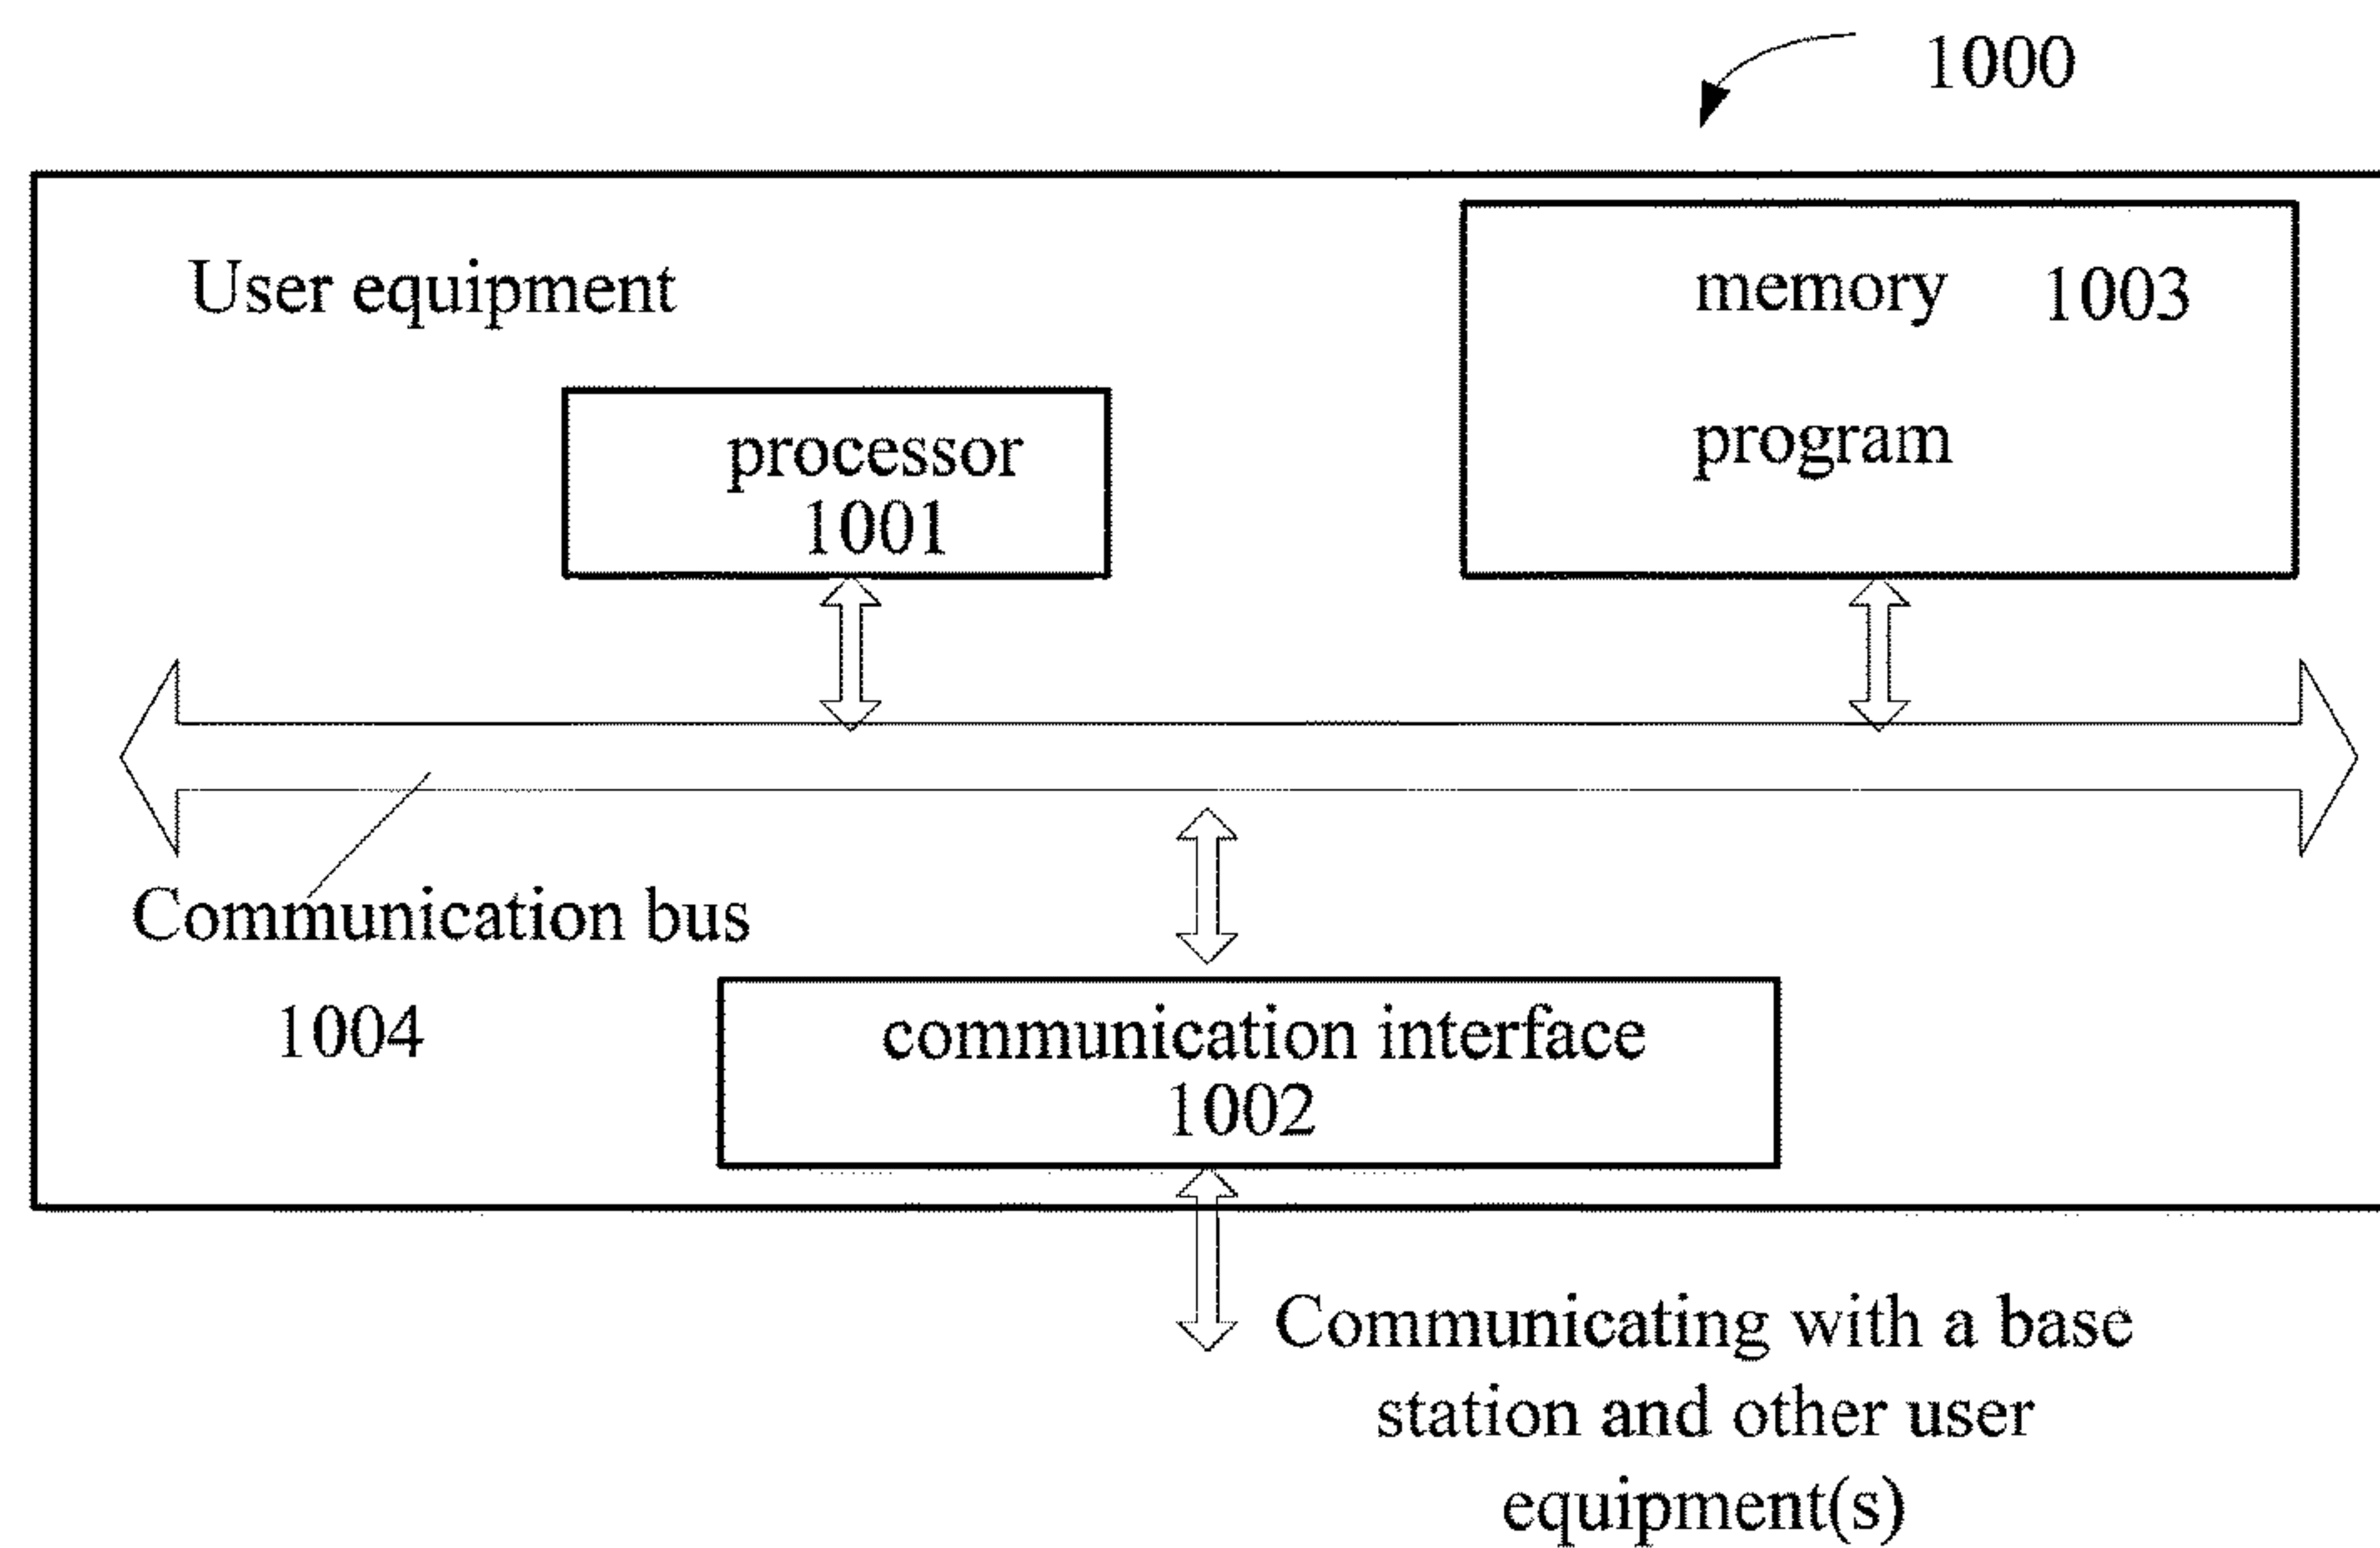 1000
User equipment
memory 1003
program
processor
1001
Communication bus
1004
communication interface
1002
Communicating with a base
station and other user
equipment(s)